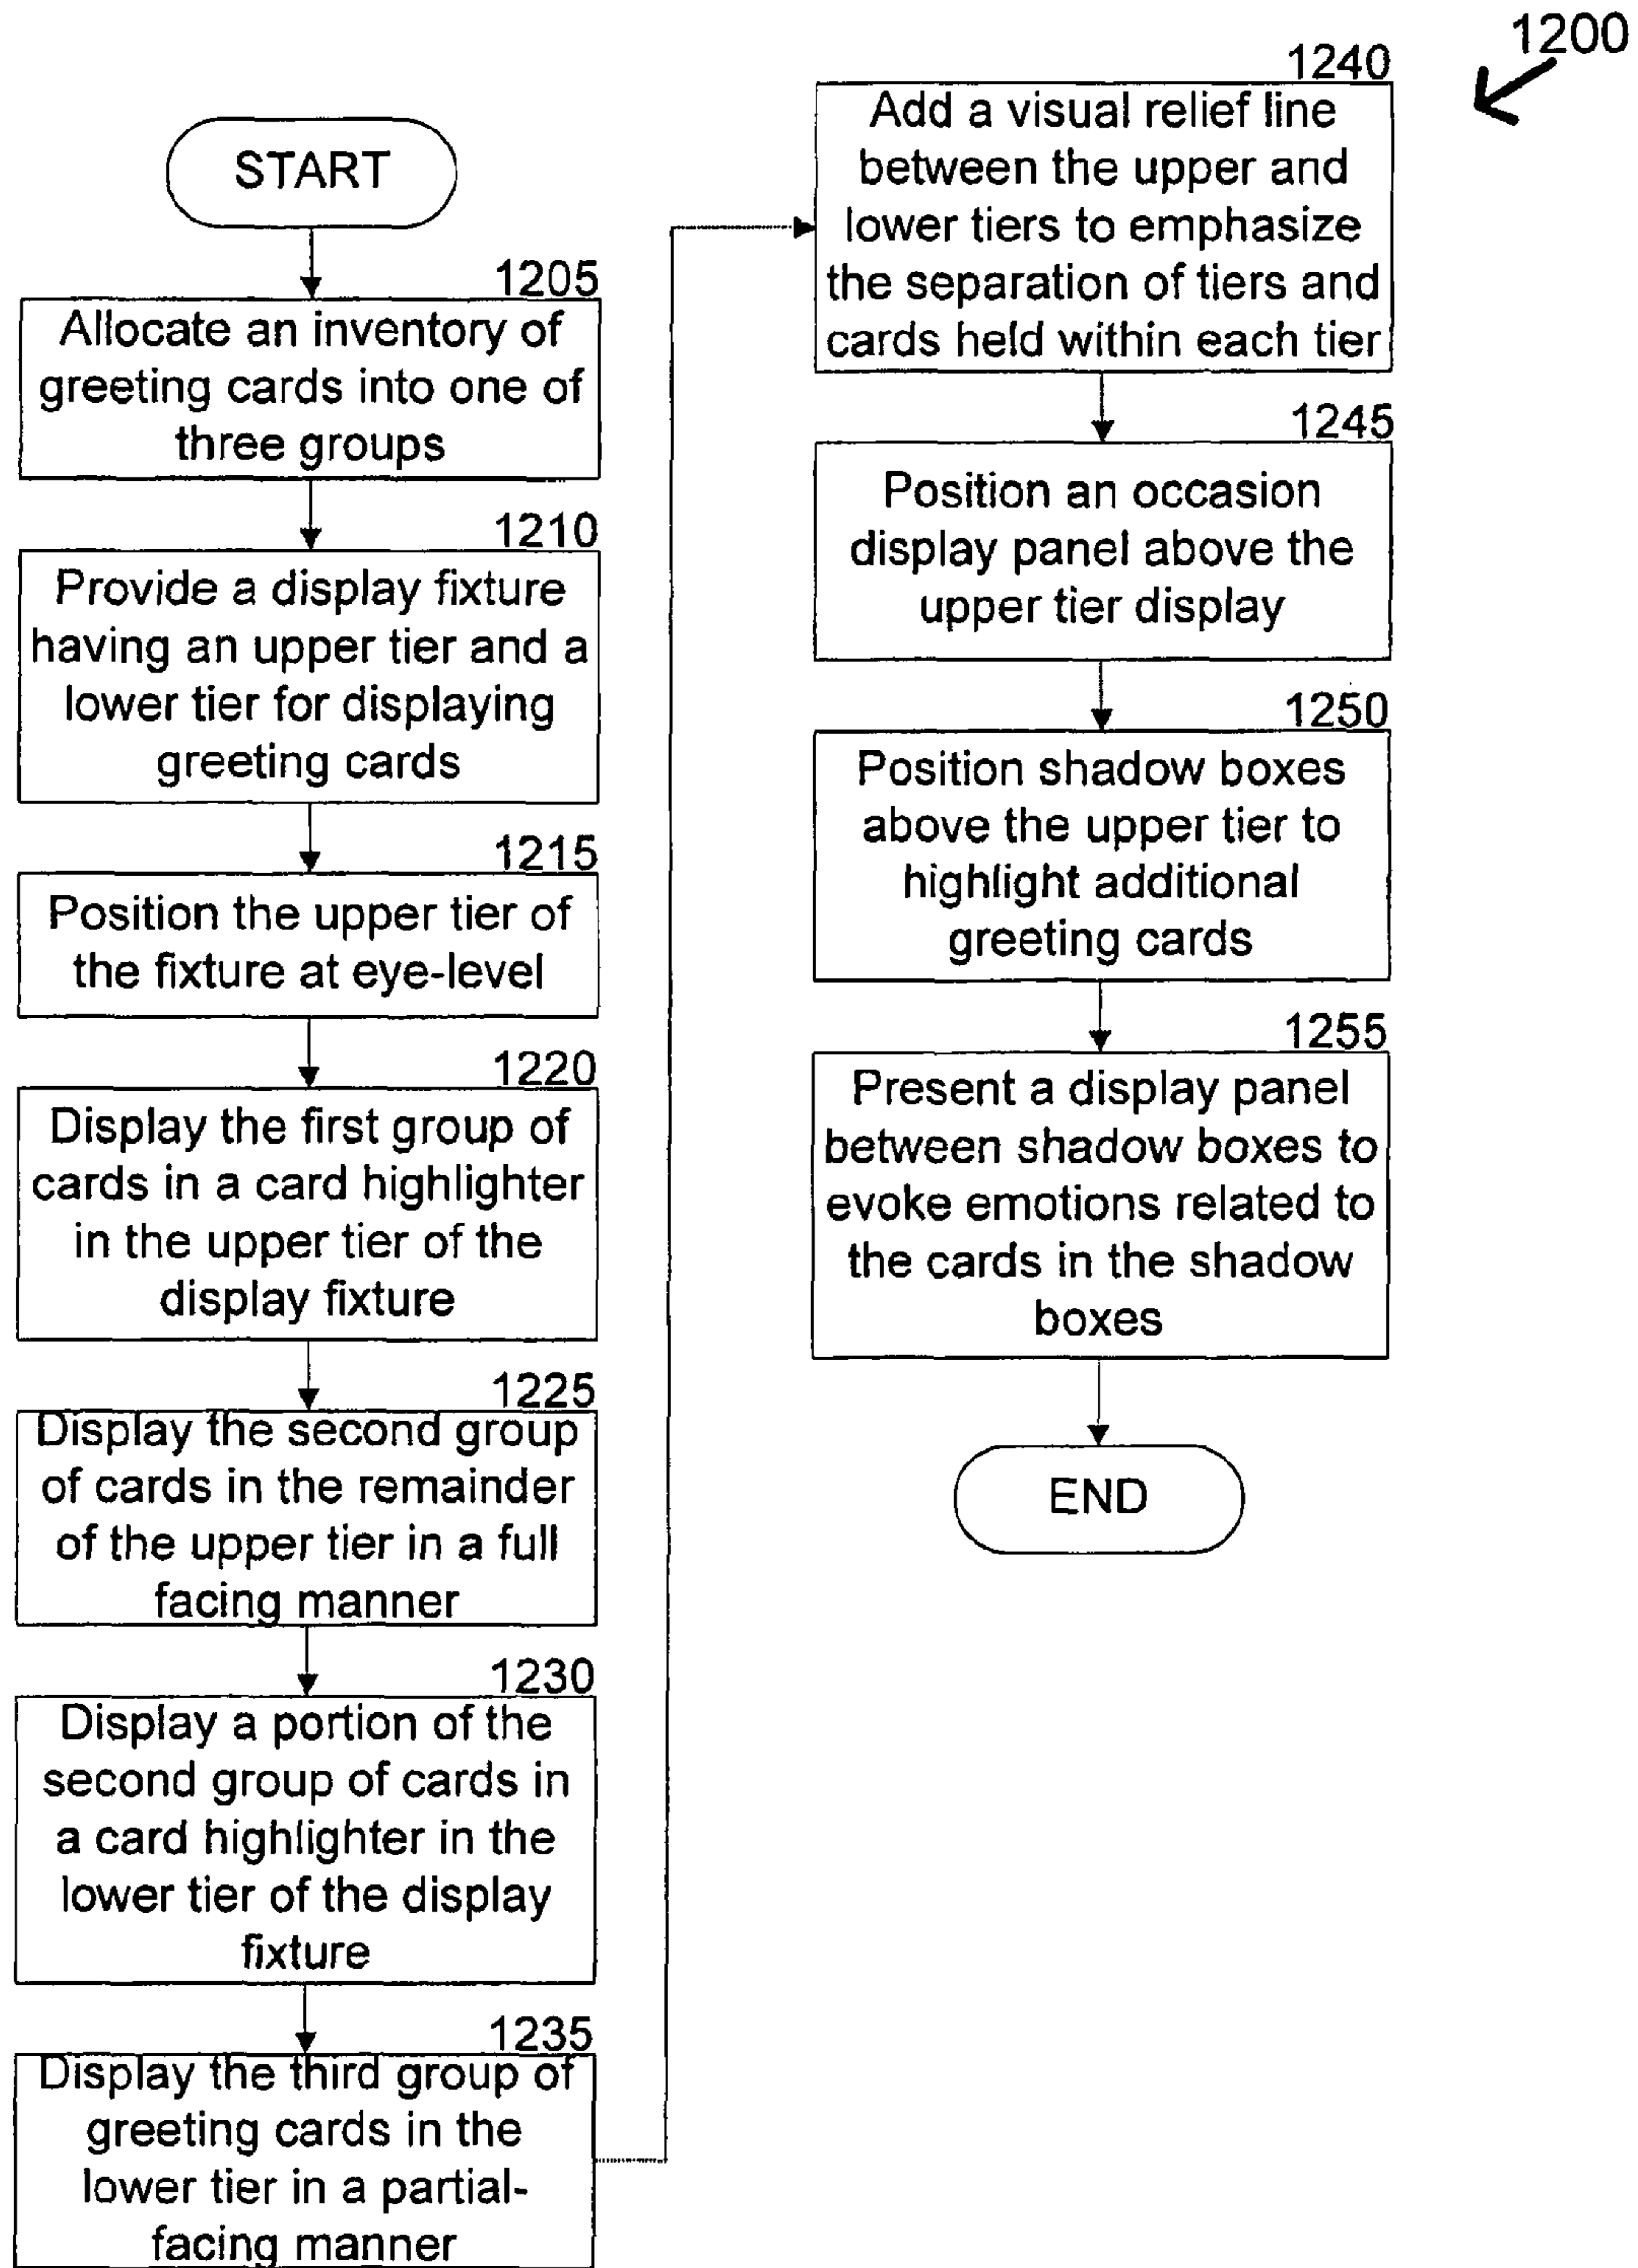 1200
START
1205
Allocate an inventory of
greeting cards into one of
three groups
1210
Provide a display fixture
having an upper tier and a
lower tier for displaying
greeting cards
1215
Position the upper tier of
the fixture at eye-level
1220
Display the first group of
cards in a card highlighter
in the upper tier of the
display fixture
1225
Display the second group
of cards in the remainder
of the upper tier in a full
facing manner
1230
Display a portion of the
second group of cards in
a card highlighter in the
lower tier of the display
fixture
1235
Display the third group of
greeting cards in the
lower tier in a partial-
facing manner
1240
Add a visual relief line
between the upper and
lower tiers to emphasize
the separation of tiers and
cards held within each tier
1245
Position an occasion
display panel above the
upper tier display
1250
Position shadow boxes
above the upper tier to
highlight additional
greeting cards
1255
Present a display panel
between shadow boxes to
evoke emotions related to
the cards in the shadow
boxes
END